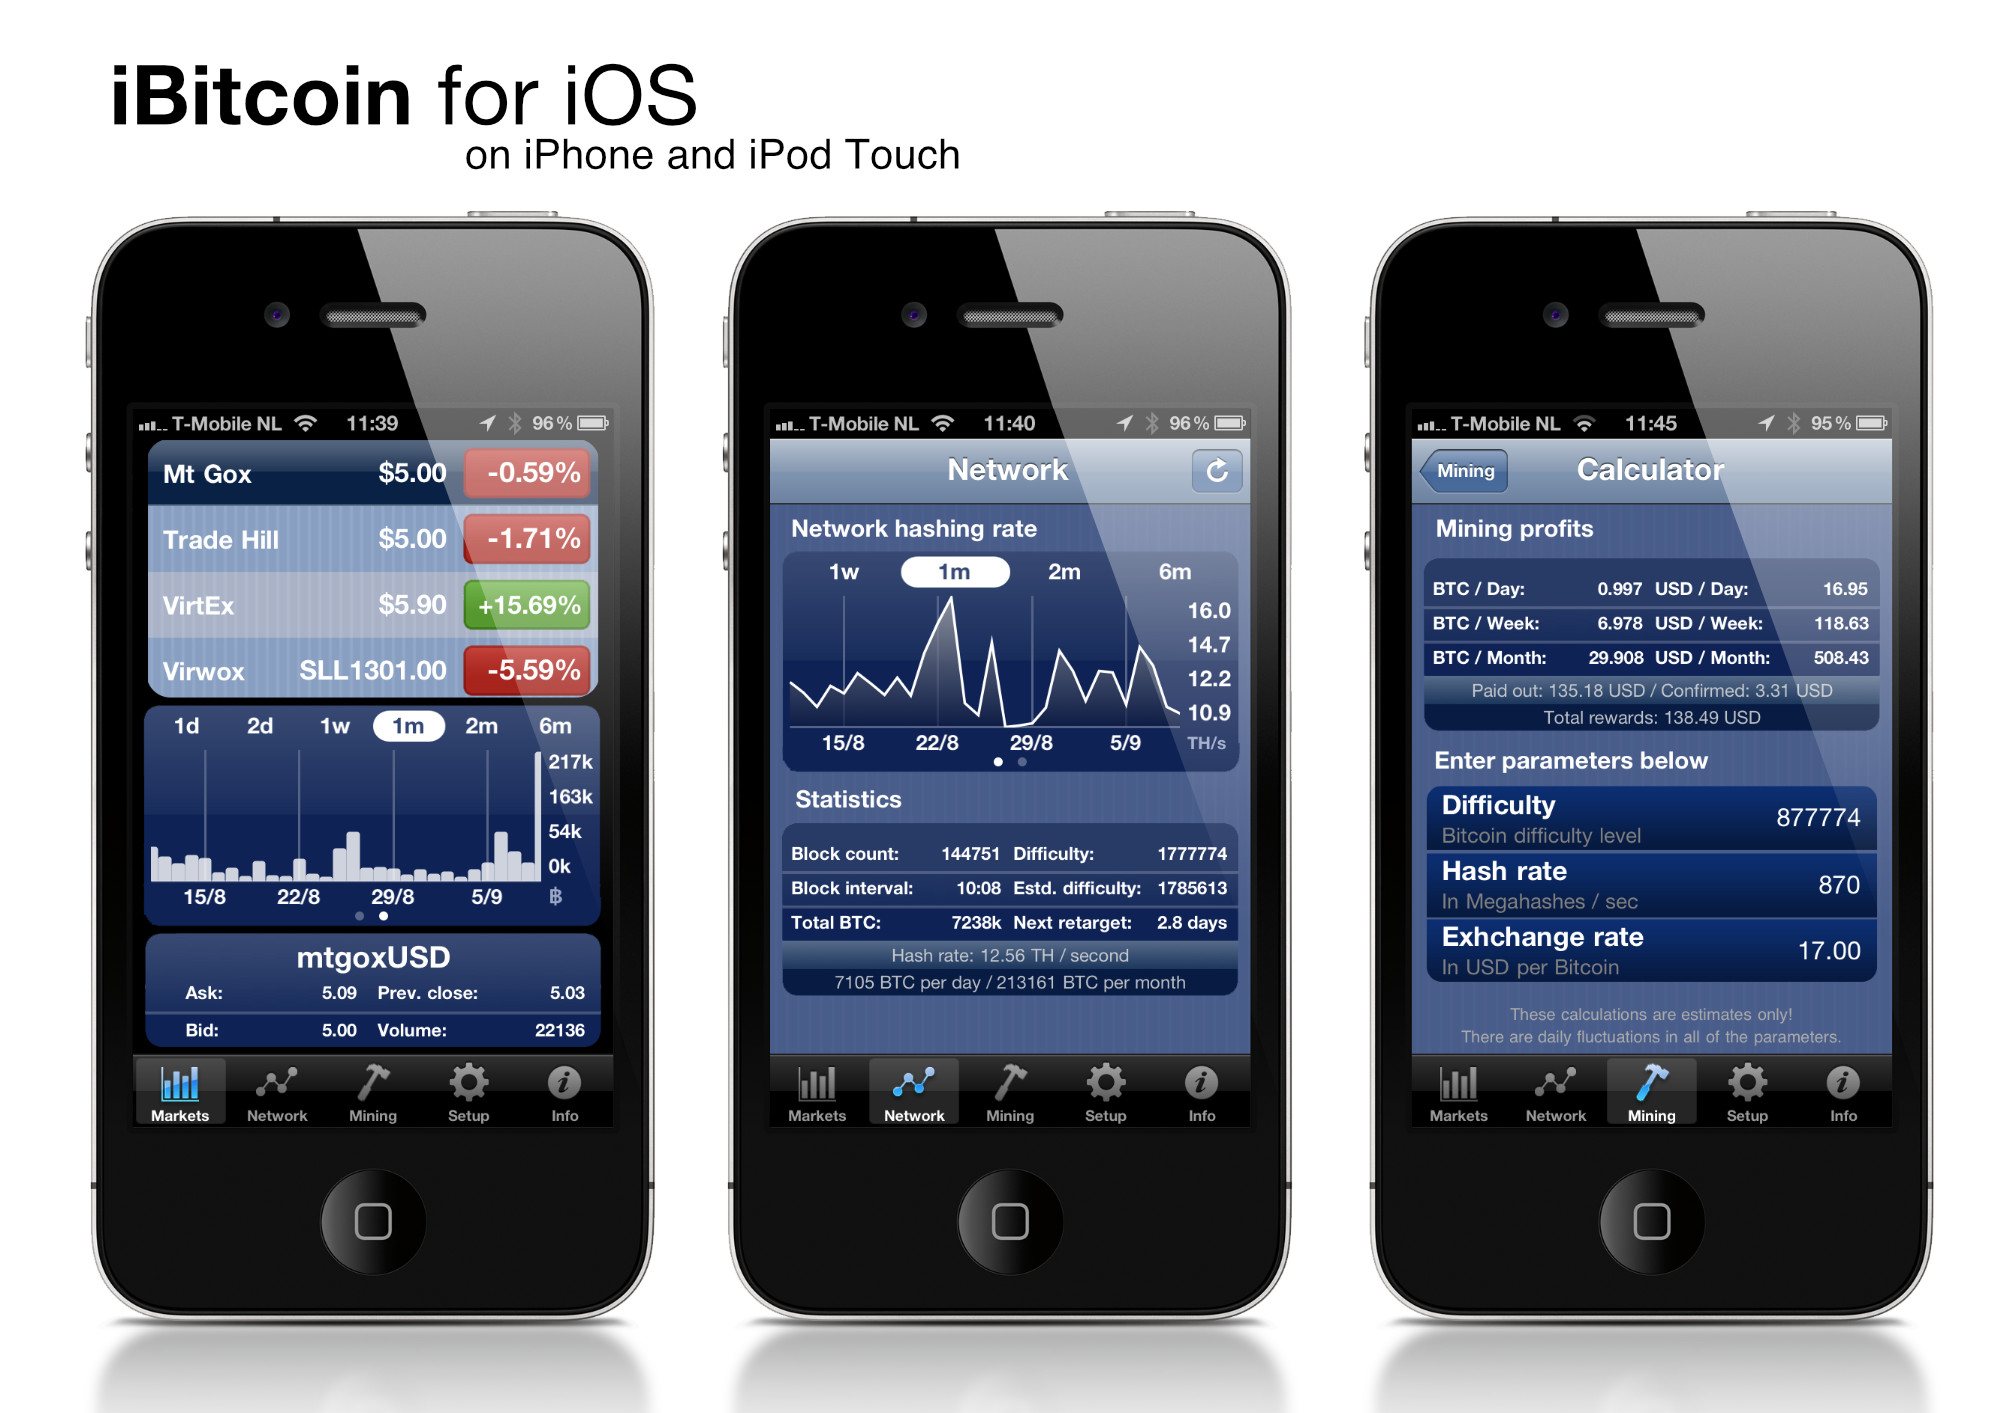 iBitcoin for iOS
on iPhone and iPod Touch
T-Mobile NL 11:39 96%
Mt Gox $5.00 -0.59%
Trade Hill $5.00 -1.71%
VirtEx $5.90 +15.69%
Virwox SLL1301.00 -5.59%
1d 2d 1w 1m 2m 6m
217k
163k
54k
0k
15/8 22/8 29/8 5/9 ฿
mtgoxUSD
Ask: 5.09 Prev. close: 5.03
Bid: 5.00 Volume: 22136
Markets Network Mining Setup Info
T-Mobile NL 11:40 96%
Network
Network hashing rate
1w 1m 2m 6m
16.0
14.7
12.2
10.9
15/8 22/8 29/8 5/9 TH/s
Statistics
Block count: 144751 Difficulty: 1777774
Block interval: 10:08 Estd. difficulty: 1785613
Total BTC: 7238k Next retarget: 2.8 days
Hash rate: 12.56 TH / second
7105 BTC per day / 213161 BTC per month
Markets Network Mining Setup Info
T-Mobile NL 11:45 95%
Mining Calculator
Mining profits
BTC / Day: 0.997 USD / Day: 16.95
BTC / Week: 6.978 USD / Week: 118.63
BTC / Month: 29.908 USD / Month: 508.43
Paid out: 135.18 USD / Confirmed: 3.31 USD
Total rewards: 138.49 USD
Enter parameters below
Difficulty 877774
Bitcoin difficulty level
Hash rate 870
In Megahashes / sec
Exhchange rate 17.00
In USD per Bitcoin
These calculations are estimates only!
There are daily fluctuations in all of the parameters.
Markets Network Mining Setup Info